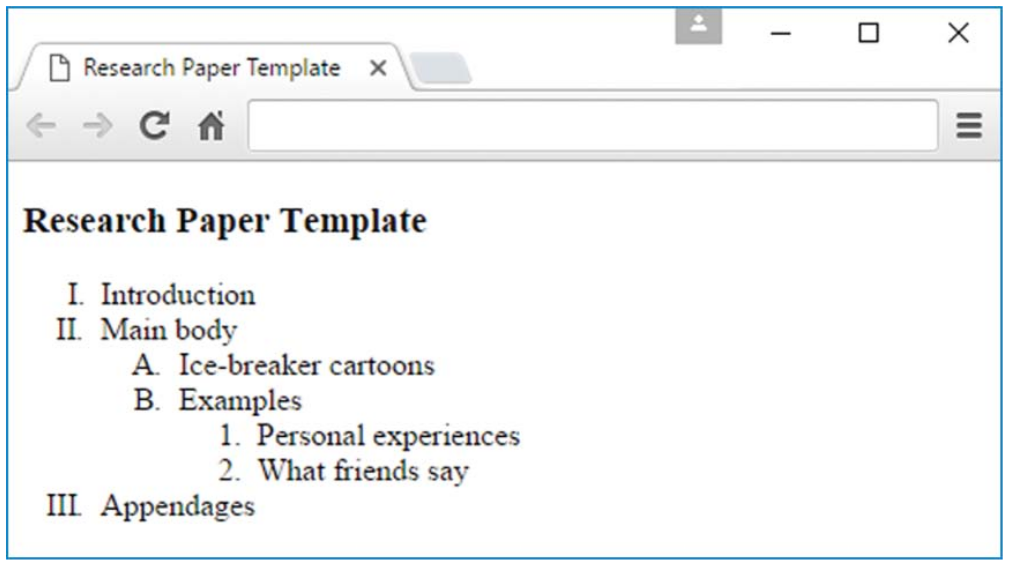 Research Paper Template
Research Paper Template
I. Introduction
II. Main body
A. Ice-breaker cartoons
B. Examples
1. Personal experiences
2. What friends say
III. Appendages